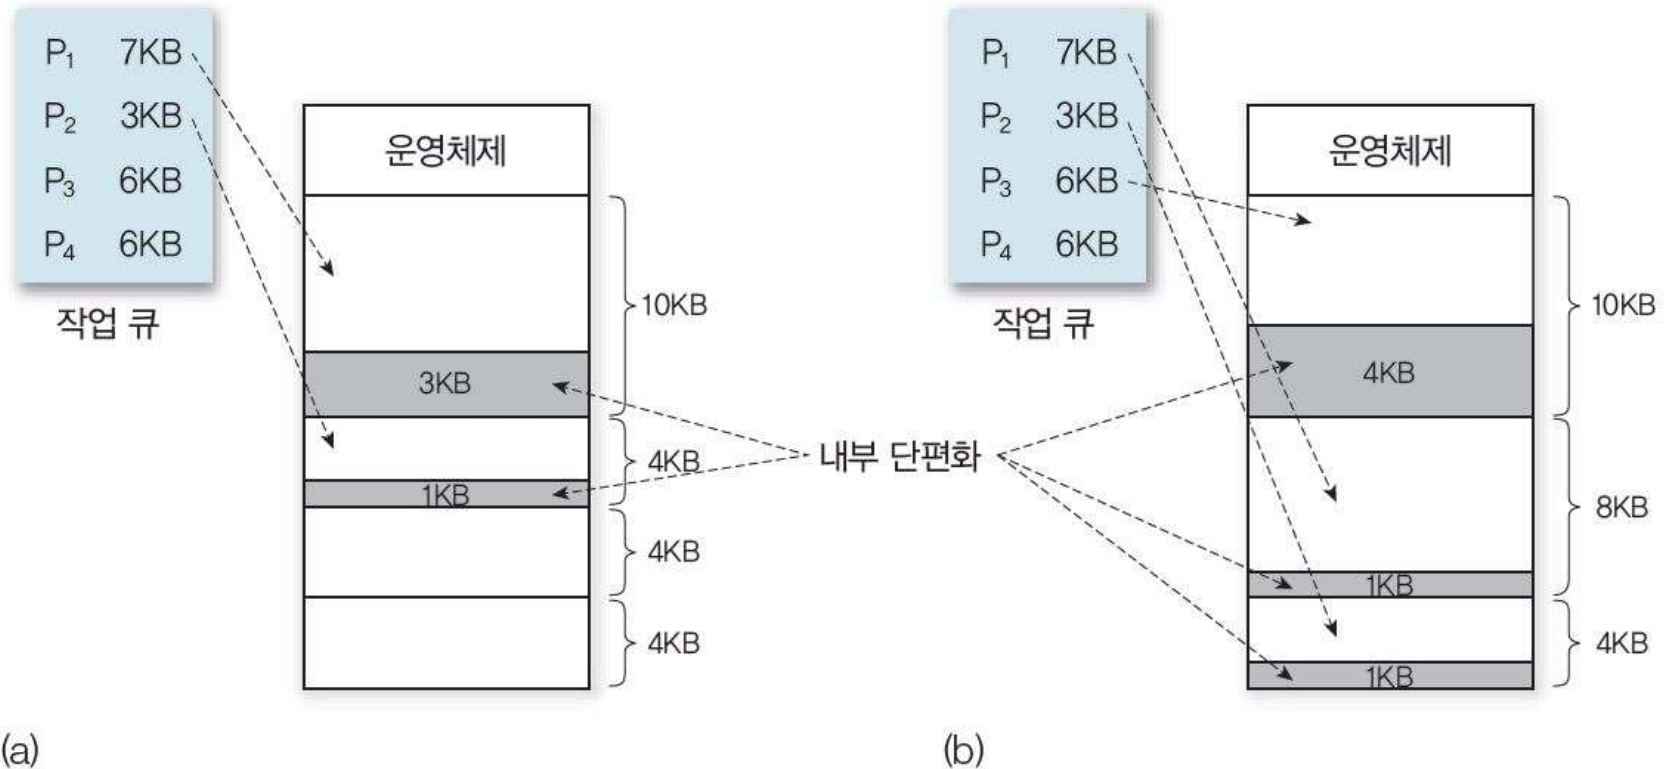 P₁ 7KB
P₂ 3KB
P₃ 6KB
P₄ 6KB
작업 큐
운영체제
3KB
1KB
10KB
4KB
4KB
4KB
(a)
내부 단편화
P₁ 7KB
P₂ 3KB
P₃ 6KB
P₄ 6KB
작업 큐
운영체제
4KB
1KB
1KB
10KB
8KB
4KB
(b)